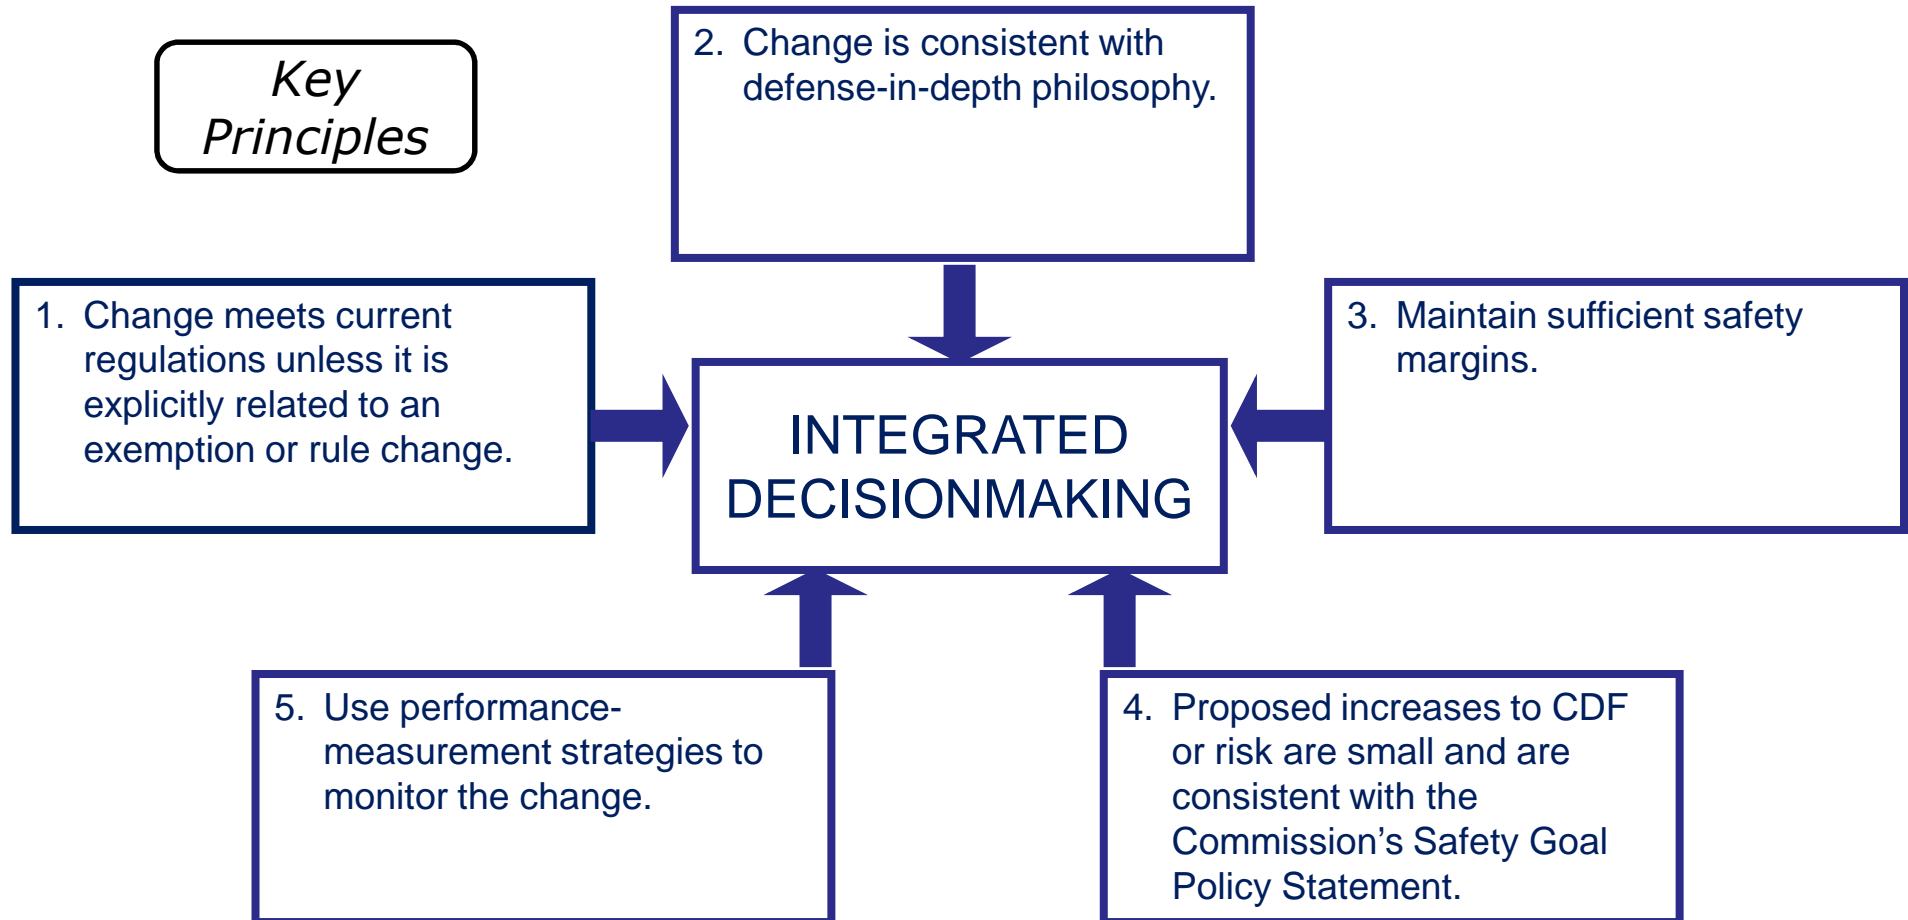 Key
Principles
1. Change meets current
regulations unless it is
explicitly related to an
exemption or rule change.
2. Change is consistent with
defense-in-depth philosophy.
3. Maintain sufficient safety
margins.
INTEGRATED
DECISIONMAKING
5. Use performance-
measurement strategies to
monitor the change.
4. Proposed increases to CDF
or risk are small and are
consistent with the
Commission’s Safety Goal
Policy Statement.